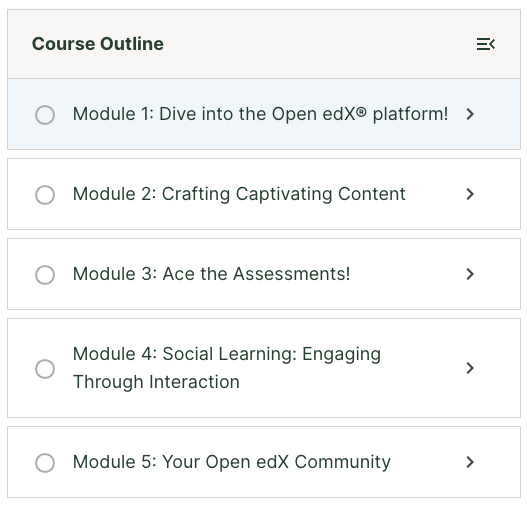 Course Outline
Module 1: Dive into the Open edX® platform!
Module 2: Crafting Captivating Content
Module 3: Ace the Assessments!
Module 4: Social Learning: Engaging
Through Interaction
Module 5: Your Open edX Community